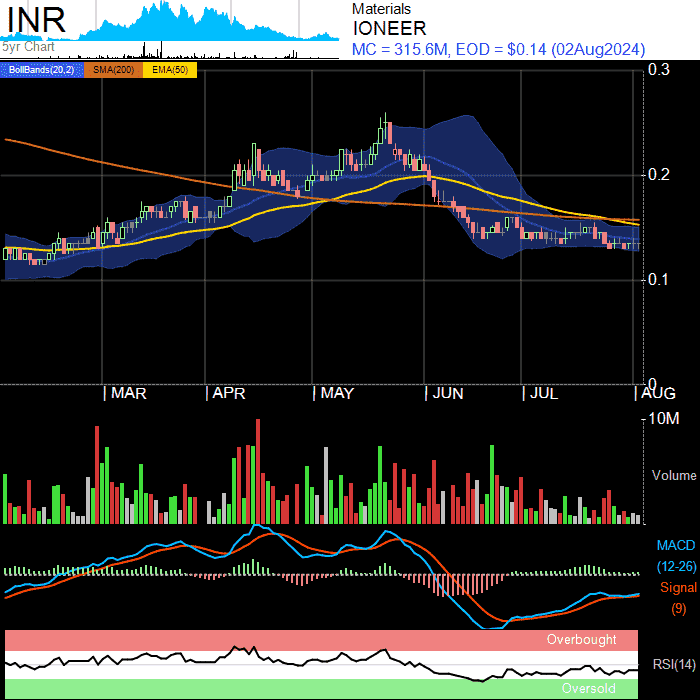 INR
5yr Chart
Materials
IONEER
MC = 315.6M, EOD = $0.14 (02Aug2024)
BollBands(20,2) SMA(200) EMA(50)
0.3
0.2
0.1
0
MAR APR MAY JUN JUL AUG
10M
Volume
MACD
(12-26)
Signal
(9)
Overbought
RSI(14)
Oversold